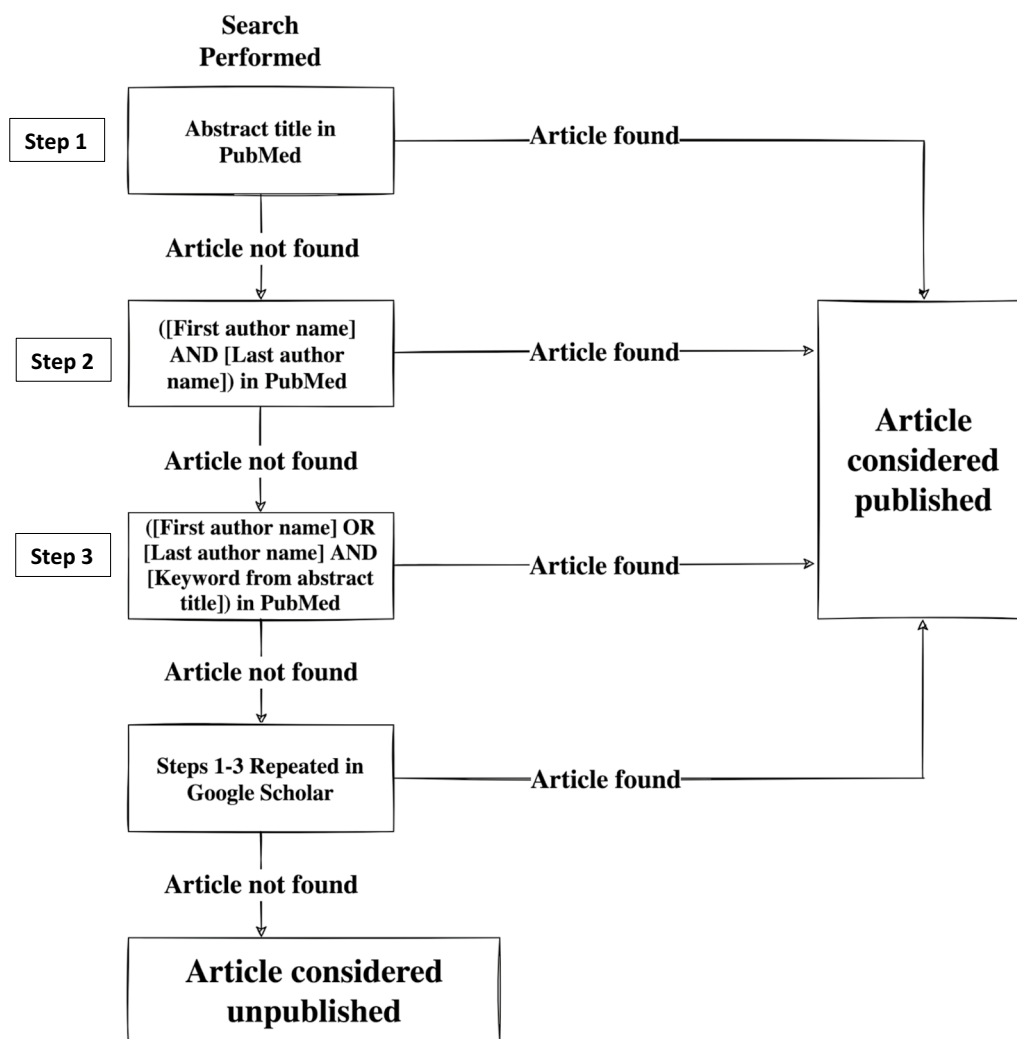 Search
Performed
Step 1
Abstract title in
PubMed
Article found
Article not found
Step 2
([First author name]
AND [Last author
name]) in PubMed
Article found
Article
considered
published
Article not found
Step 3
([First author name] OR
[Last author name] AND
[Keyword from abstract
title]) in PubMed
Article found
Article not found
Steps 1-3 Repeated in
Google Scholar
Article found
Article not found
Article considered
unpublished